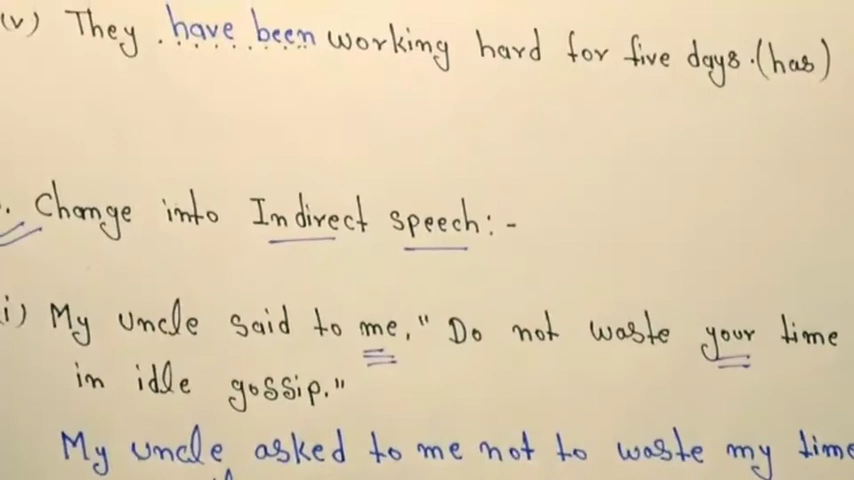 (v) They have been working hard for five days. (has)
. Change into Indirect speech:-
i) My uncle said to me, "Do not waste your time
in idle gossip."
My uncle asked to me not to waste my time